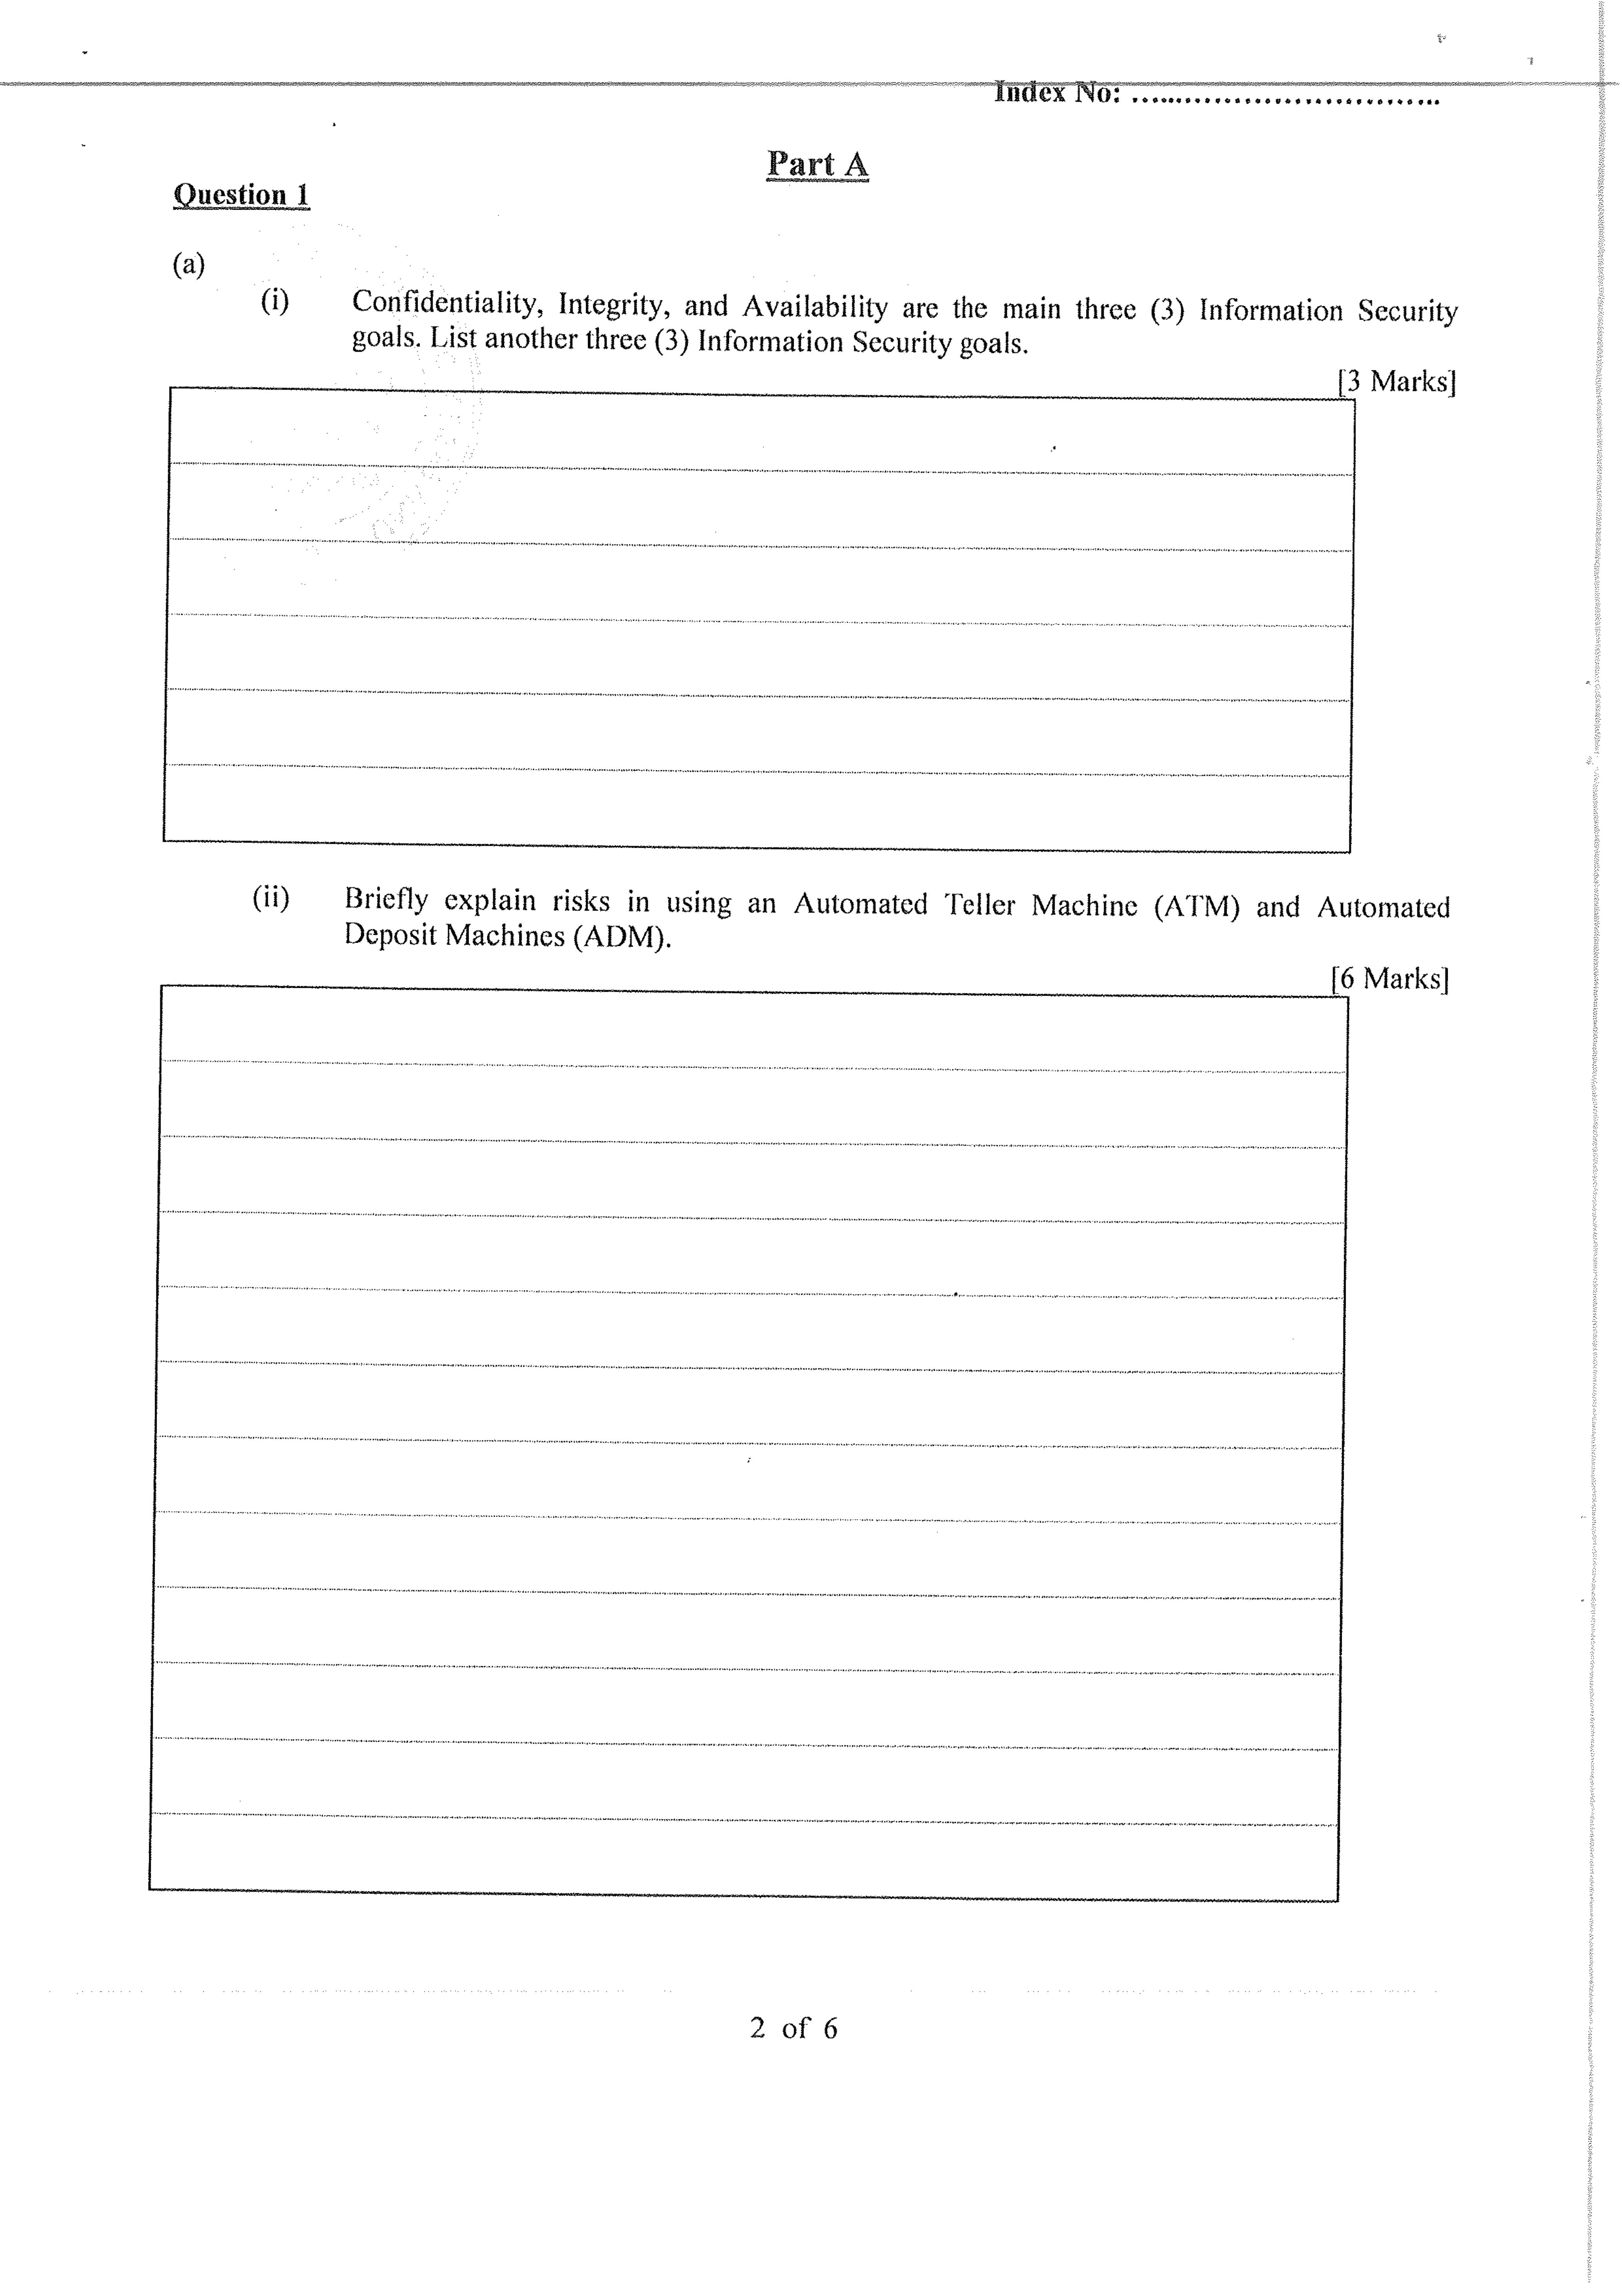 Index No: ................................
Part A
Question 1
(a)
(i) Confidentiality, Integrity, and Availability are the main three (3) Information Security
goals. List another three (3) Information Security goals.
[3 Marks]
(ii) Briefly explain risks in using an Automated Teller Machine (ATM) and Automated
Deposit Machines (ADM).
[6 Marks]
2 of 6